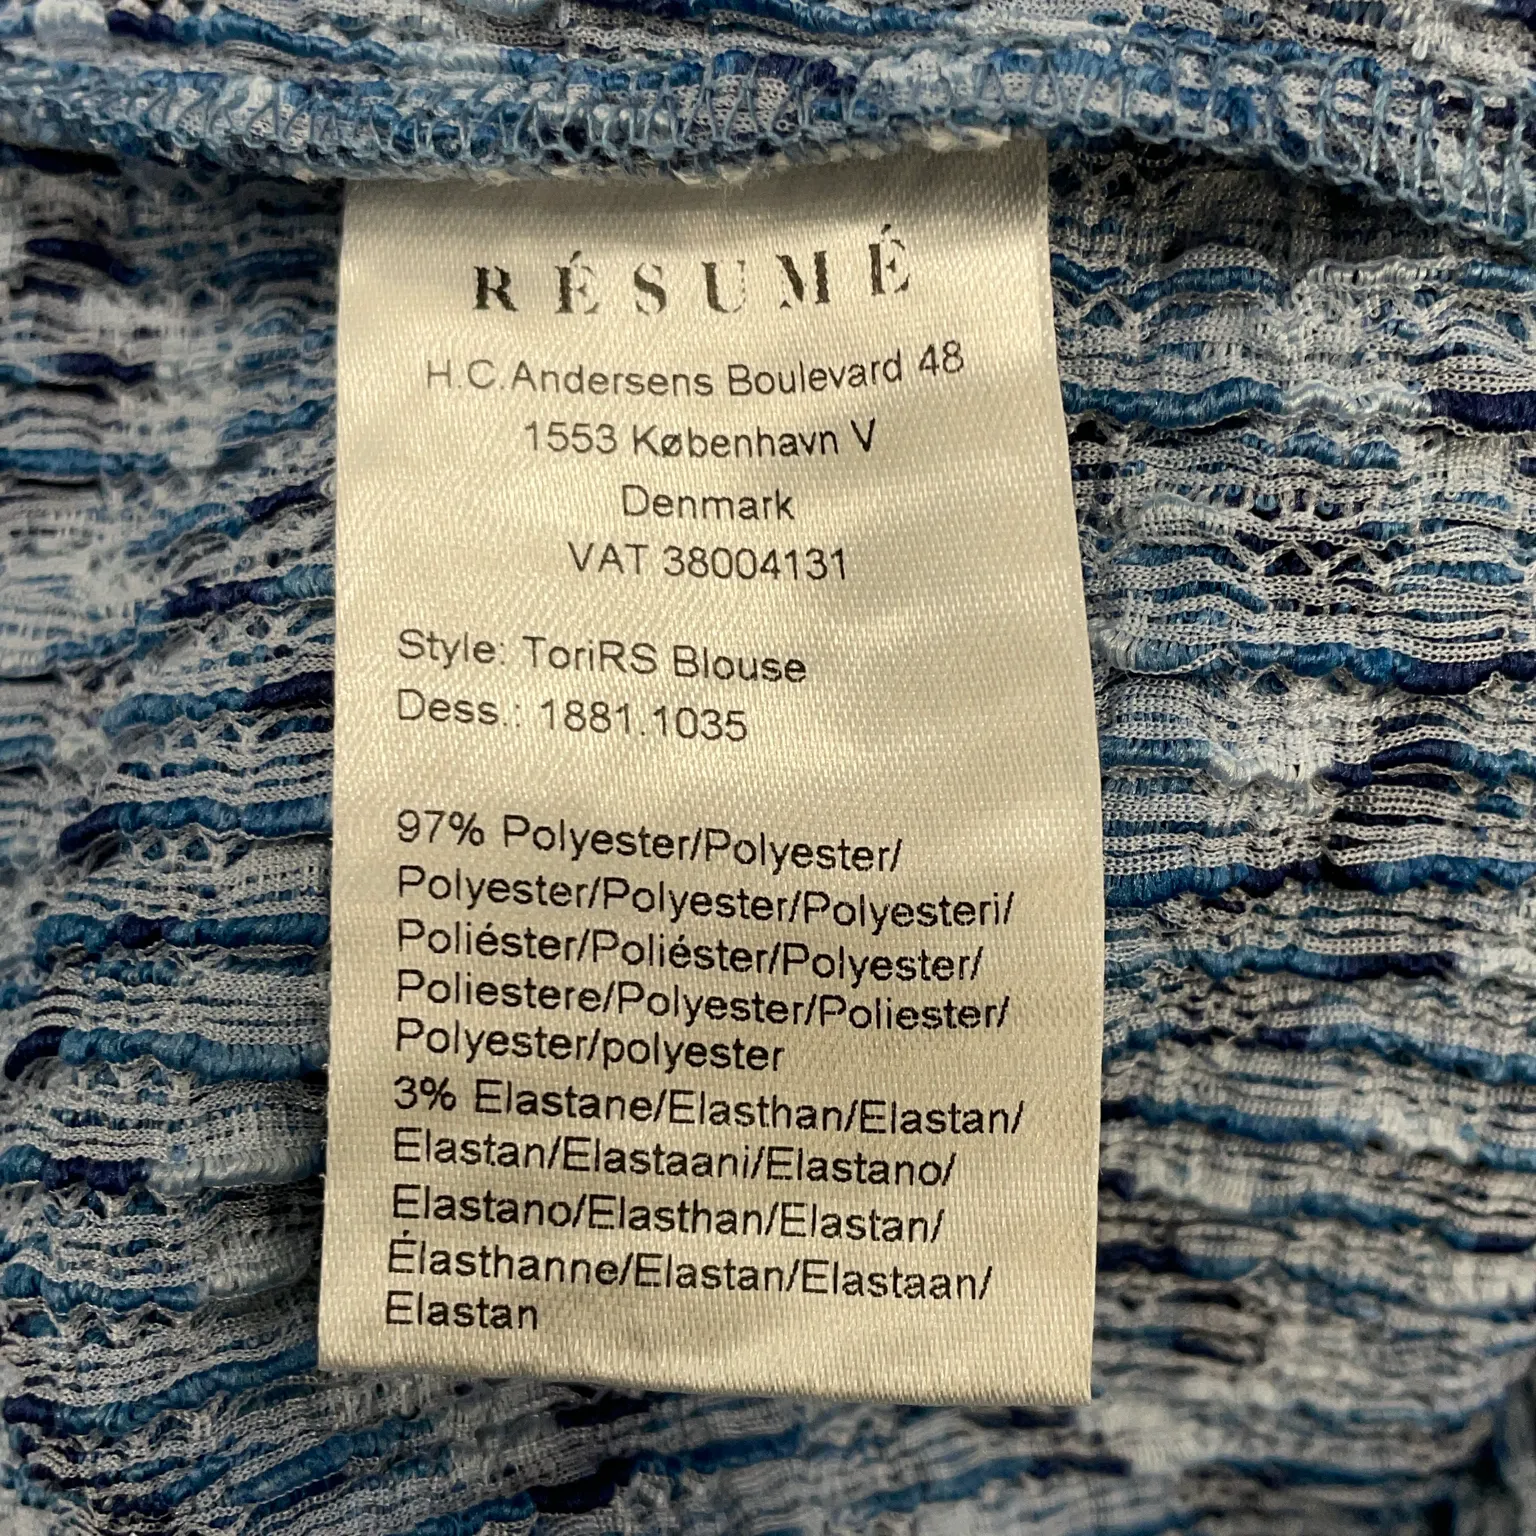 RÉSUMÉ
H.C.Andersens Boulevard 48
1553 København V
Denmark
VAT 38004131
Style: ToriRS Blouse
Dess.: 1881.1035
97% Polyester/Polyester/
Polyester/Polyester/Polyesteri/
Poliéster/Poliéster/Polyester/
Poliestere/Polyester/Poliester/
Polyester/polyester
3% Elastane/Elasthan/Elastan/
Elastan/Elastaani/Elastano/
Elastano/Elasthan/Elastan/
Élasthanne/Elastan/Elastaan/
Elastan